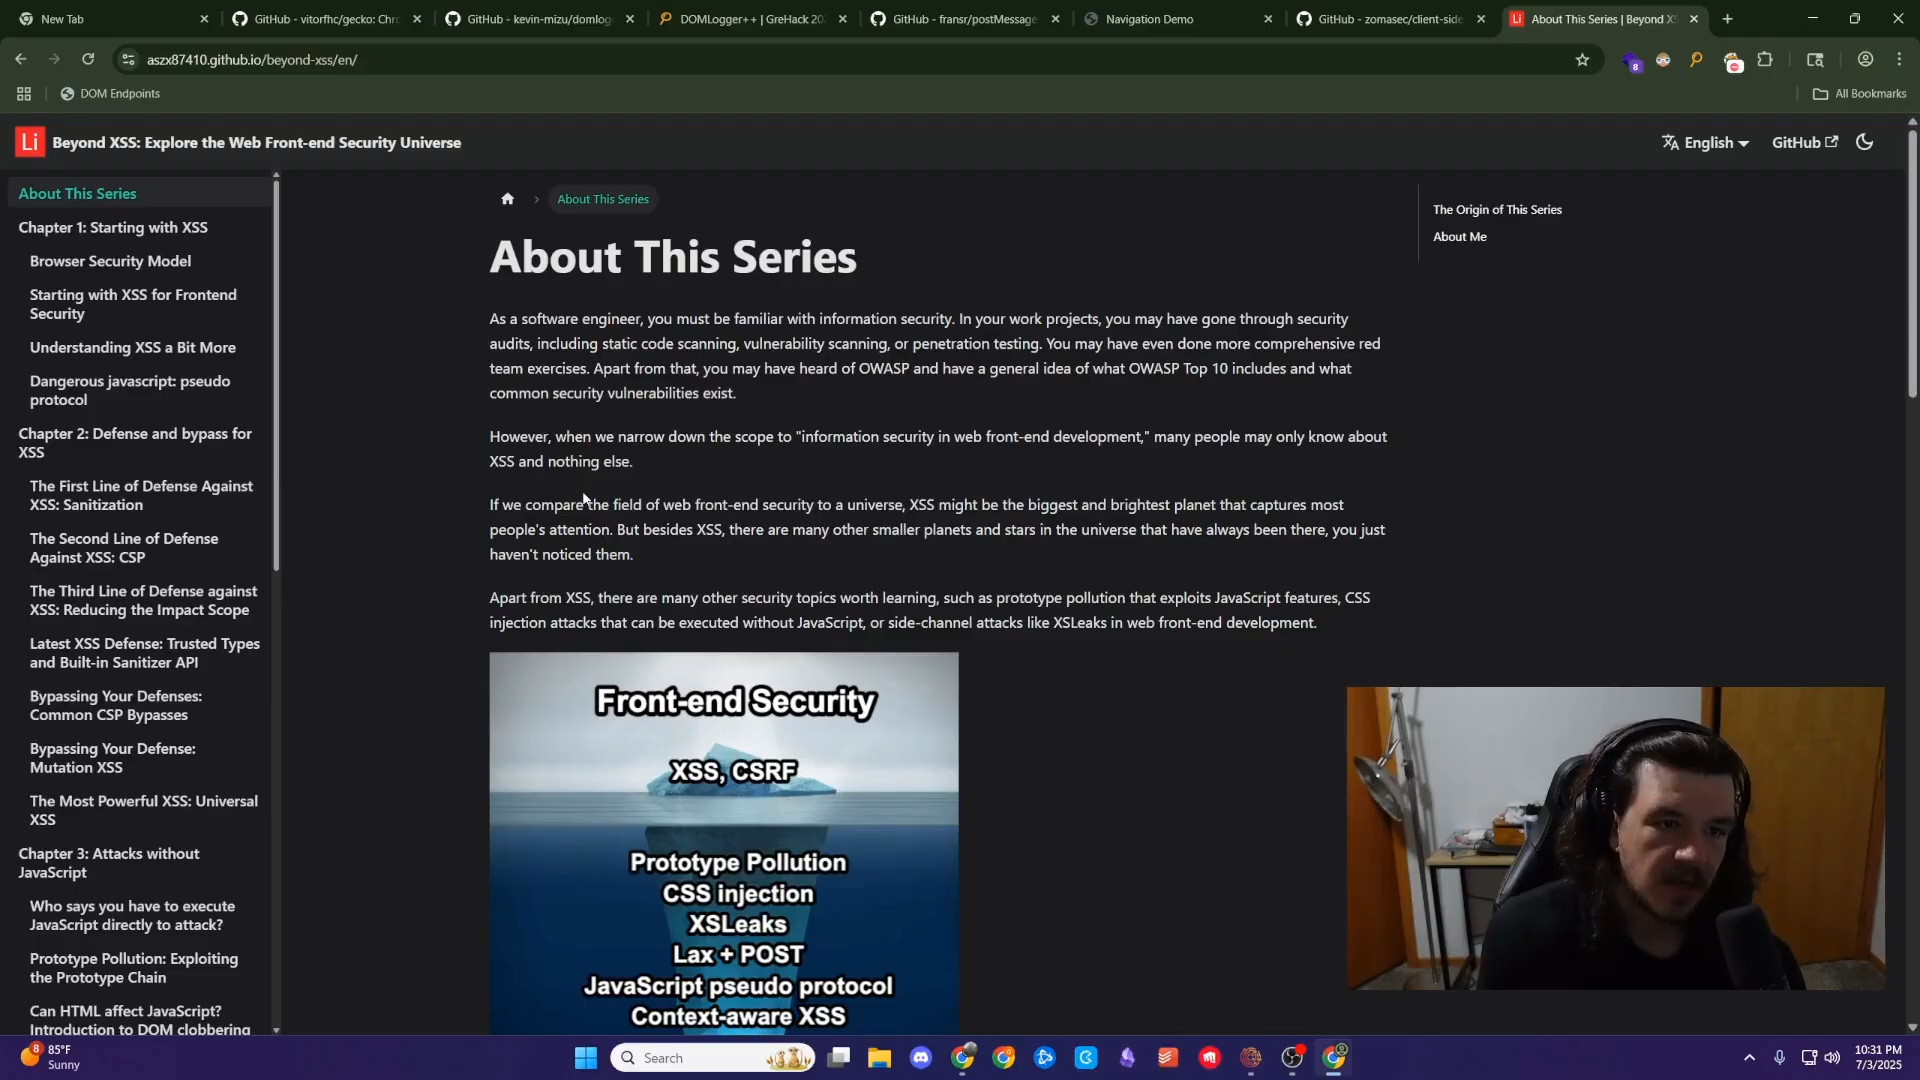 New Tab
GitHub - vitorfhc/gecko: Chr
GitHub - kevin-mizu/domlog
DOMLogger++ | GreHack 202
GitHub - fransr/postMessage
Navigation Demo
GitHub - zomasec/client-side
Li
About This Series | Beyond XS
aszx87410.github.io/beyond-xss/en/
8
DOM Endpoints
All Bookmarks
Li
Beyond XSS: Explore the Web Front-end Security Universe
English
GitHub
About This Series
Chapter 1: Starting with XSS
Browser Security Model
Starting with XSS for Frontend
Security
Understanding XSS a Bit More
Dangerous javascript: pseudo
protocol
Chapter 2: Defense and bypass for
XSS
The First Line of Defense Against
XSS: Sanitization
The Second Line of Defense
Against XSS: CSP
The Third Line of Defense against
XSS: Reducing the Impact Scope
Latest XSS Defense: Trusted Types
and Built-in Sanitizer API
Bypassing Your Defenses:
Common CSP Bypasses
Bypassing Your Defense:
Mutation XSS
The Most Powerful XSS: Universal
XSS
Chapter 3: Attacks without
JavaScript
Who says you have to execute
JavaScript directly to attack?
Prototype Pollution: Exploiting
the Prototype Chain
Can HTML affect JavaScript?
Introduction to DOM clobbering
About This Series
About This Series
As a software engineer, you must be familiar with information security. In your work projects, you may have gone through security
audits, including static code scanning, vulnerability scanning, or penetration testing. You may have even done more comprehensive red
team exercises. Apart from that, you may have heard of OWASP and have a general idea of what OWASP Top 10 includes and what
common security vulnerabilities exist.
However, when we narrow down the scope to "information security in web front-end development," many people may only know about
XSS and nothing else.
If we compare the field of web front-end security to a universe, XSS might be the biggest and brightest planet that captures most
people's attention. But besides XSS, there are many other smaller planets and stars in the universe that have always been there, you just
haven't noticed them.
Apart from XSS, there are many other security topics worth learning, such as prototype pollution that exploits JavaScript features, CSS
injection attacks that can be executed without JavaScript, or side-channel attacks like XSLeaks in web front-end development.
Front-end Security
XSS, CSRF
Prototype Pollution
CSS injection
XSLeaks
Lax + POST
JavaScript pseudo protocol
Context-aware XSS
The Origin of This Series
About Me
8
85°F
Sunny
Search
10:31 PM
7/3/2025